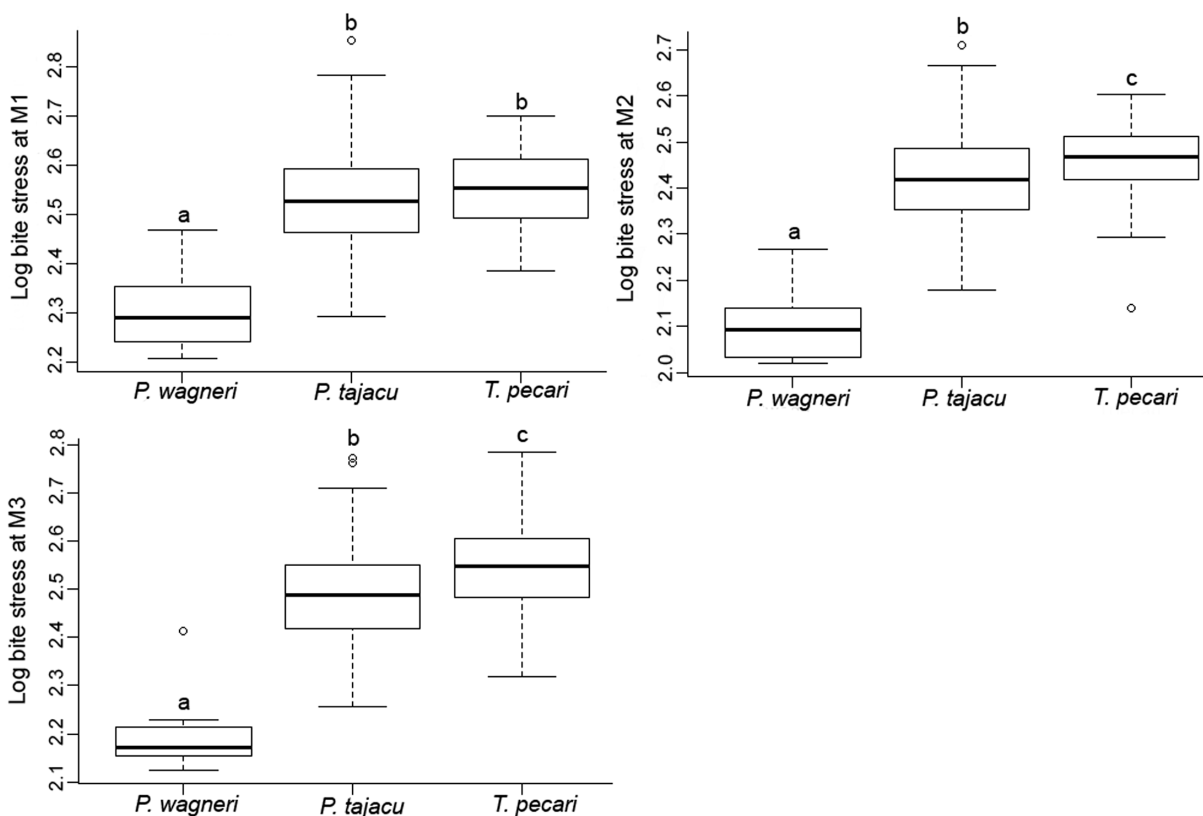 Log bite stress at M1
2.8
2.7
2.6
2.5
2.4
2.3
2.2
a
b
b
P. wagneri
P. tajacu
T. pecari
Log bite stress at M2
2.7
2.6
2.5
2.4
2.3
2.2
2.1
2.0
a
b
c
P. wagneri
P. tajacu
T. pecari
Log bite stress at M3
2.8
2.7
2.6
2.5
2.4
2.3
2.2
2.1
a
b
c
P. wagneri
P. tajacu
T. pecari